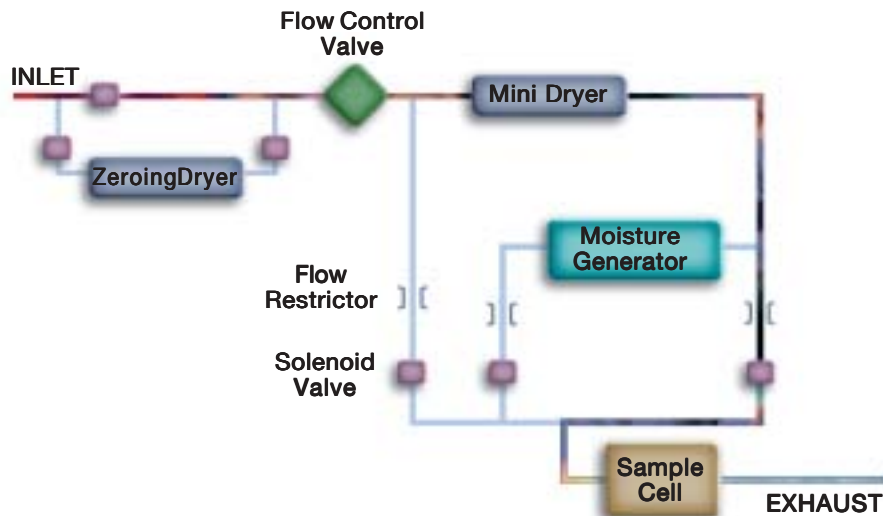 Flow Control
Valve
INLET
Mini Dryer
ZeroingDryer
Moisture
Generator
Flow
Restrictor
Solenoid
Valve
Sample
Cell
EXHAUST